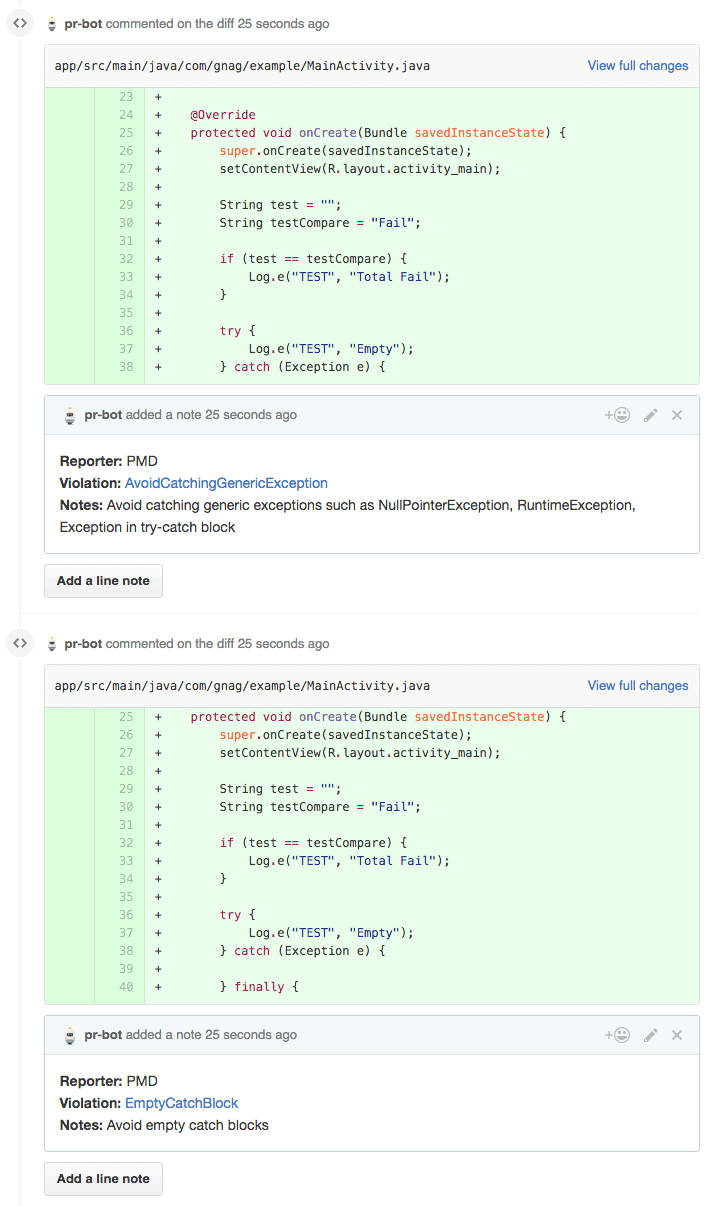 pr-bot commented on the diff 25 seconds ago
app/src/main/java/com/gnag/example/MainActivity.java View full changes
23 +
24 + @Override
25 + protected void onCreate(Bundle savedInstanceState) {
26 + super.onCreate(savedInstanceState);
27 + setContentView(R.layout.activity_main);
28 +
29 + String test = "";
30 + String testCompare = "Fail";
31 +
32 + if (test == testCompare) {
33 + Log.e("TEST", "Total Fail");
34 + }
35 +
36 + try {
37 + Log.e("TEST", "Empty");
38 + } catch (Exception e) {
pr-bot added a note 25 seconds ago
Reporter: PMD
Violation: AvoidCatchingGenericException
Notes: Avoid catching generic exceptions such as NullPointerException, RuntimeException,
Exception in try-catch block
Add a line note
pr-bot commented on the diff 25 seconds ago
app/src/main/java/com/gnag/example/MainActivity.java View full changes
25 + protected void onCreate(Bundle savedInstanceState) {
26 + super.onCreate(savedInstanceState);
27 + setContentView(R.layout.activity_main);
28 +
29 + String test = "";
30 + String testCompare = "Fail";
31 +
32 + if (test == testCompare) {
33 + Log.e("TEST", "Total Fail");
34 + }
35 +
36 + try {
37 + Log.e("TEST", "Empty");
38 + } catch (Exception e) {
39 +
40 + } finally {
pr-bot added a note 25 seconds ago
Reporter: PMD
Violation: EmptyCatchBlock
Notes: Avoid empty catch blocks
Add a line note